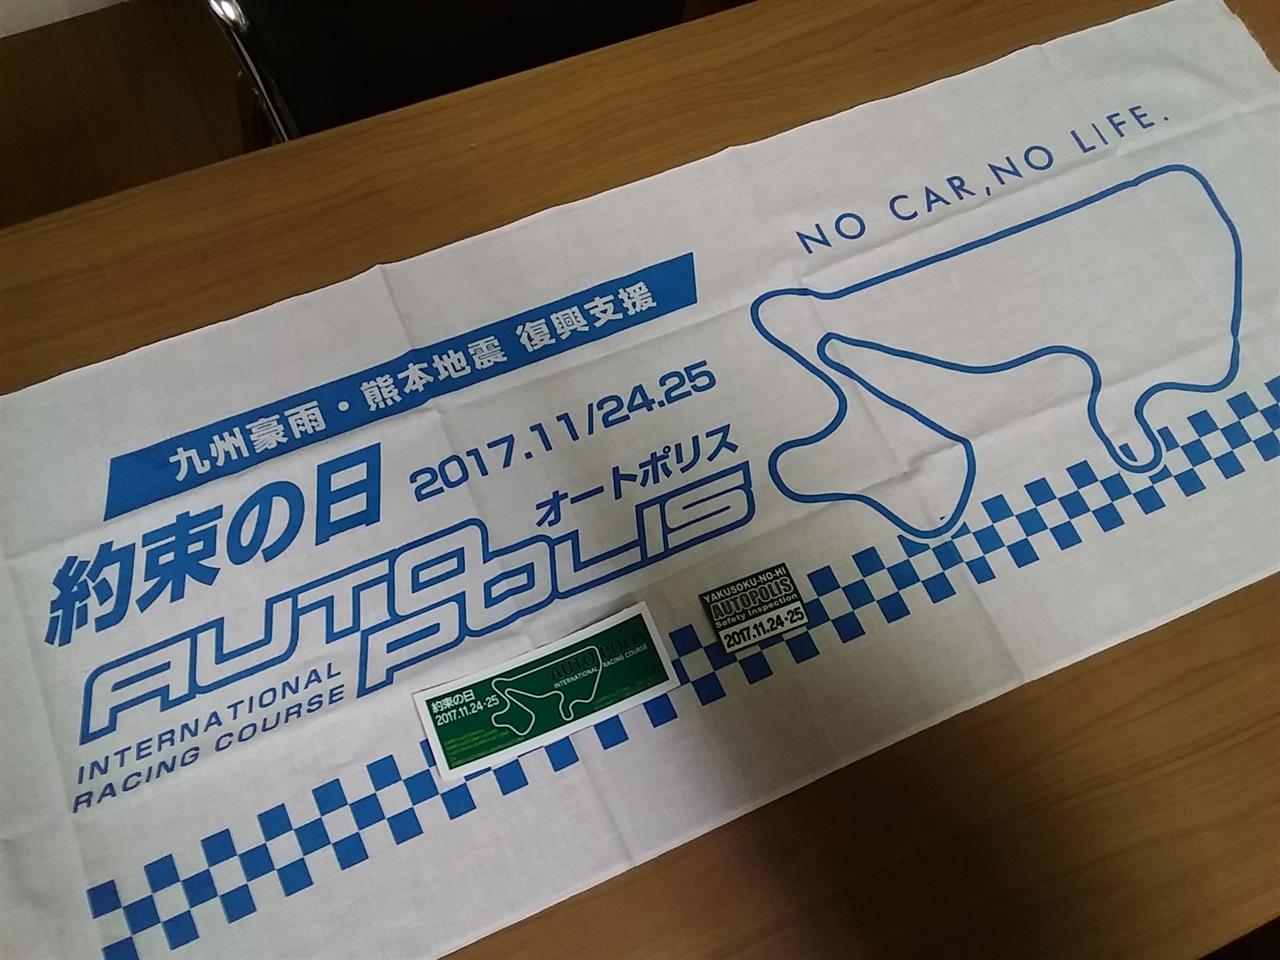 NO CAR,NO LIFE.
九州豪雨・熊本地震 復興支援
約束の日
2017.11/24.25
オートポリス
AUTOPOLIS
INTERNATIONAL
RACING COURSE
AUTOPOLIS
INTERNATIONAL RACING COURSE
約束の日
2017.11.24-25
YAKUSOKU-NO-HI
AUTOPOLIS
Sefety Inspection
2017.11.24-25